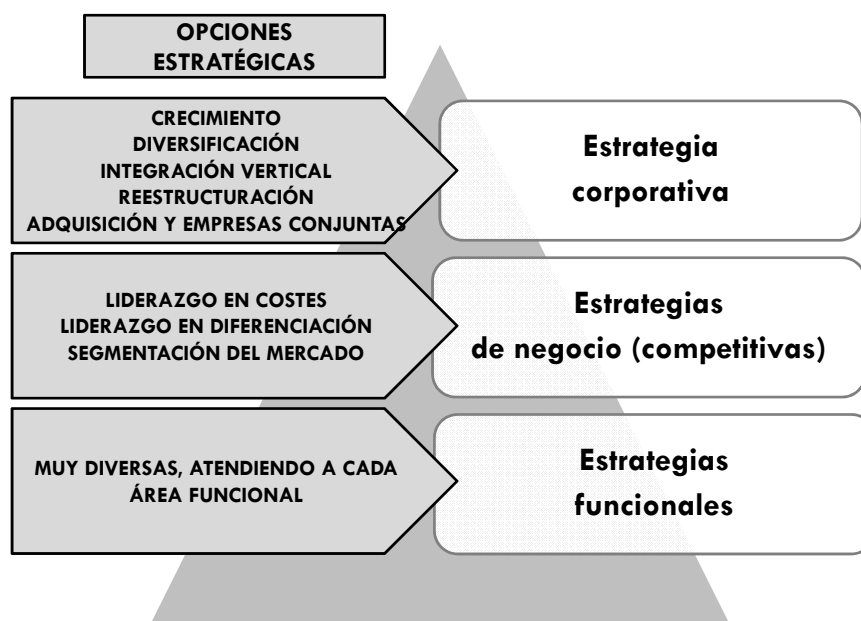 OPCIONES
ESTRATÉGICAS
CRECIMIENTO
DIVERSIFICACIÓN
INTEGRACIÓN VERTICAL
REESTRUCTURACIÓN
ADQUISICIÓN Y EMPRESAS CONJUNTAS
Estrategia
corporativa
LIDERAZGO EN COSTES
LIDERAZGO EN DIFERENCIACIÓN
SEGMENTACIÓN DEL MERCADO
Estrategias
de negocio (competitivas)
MUY DIVERSAS, ATENDIENDO A CADA
ÁREA FUNCIONAL
Estrategias
funcionales